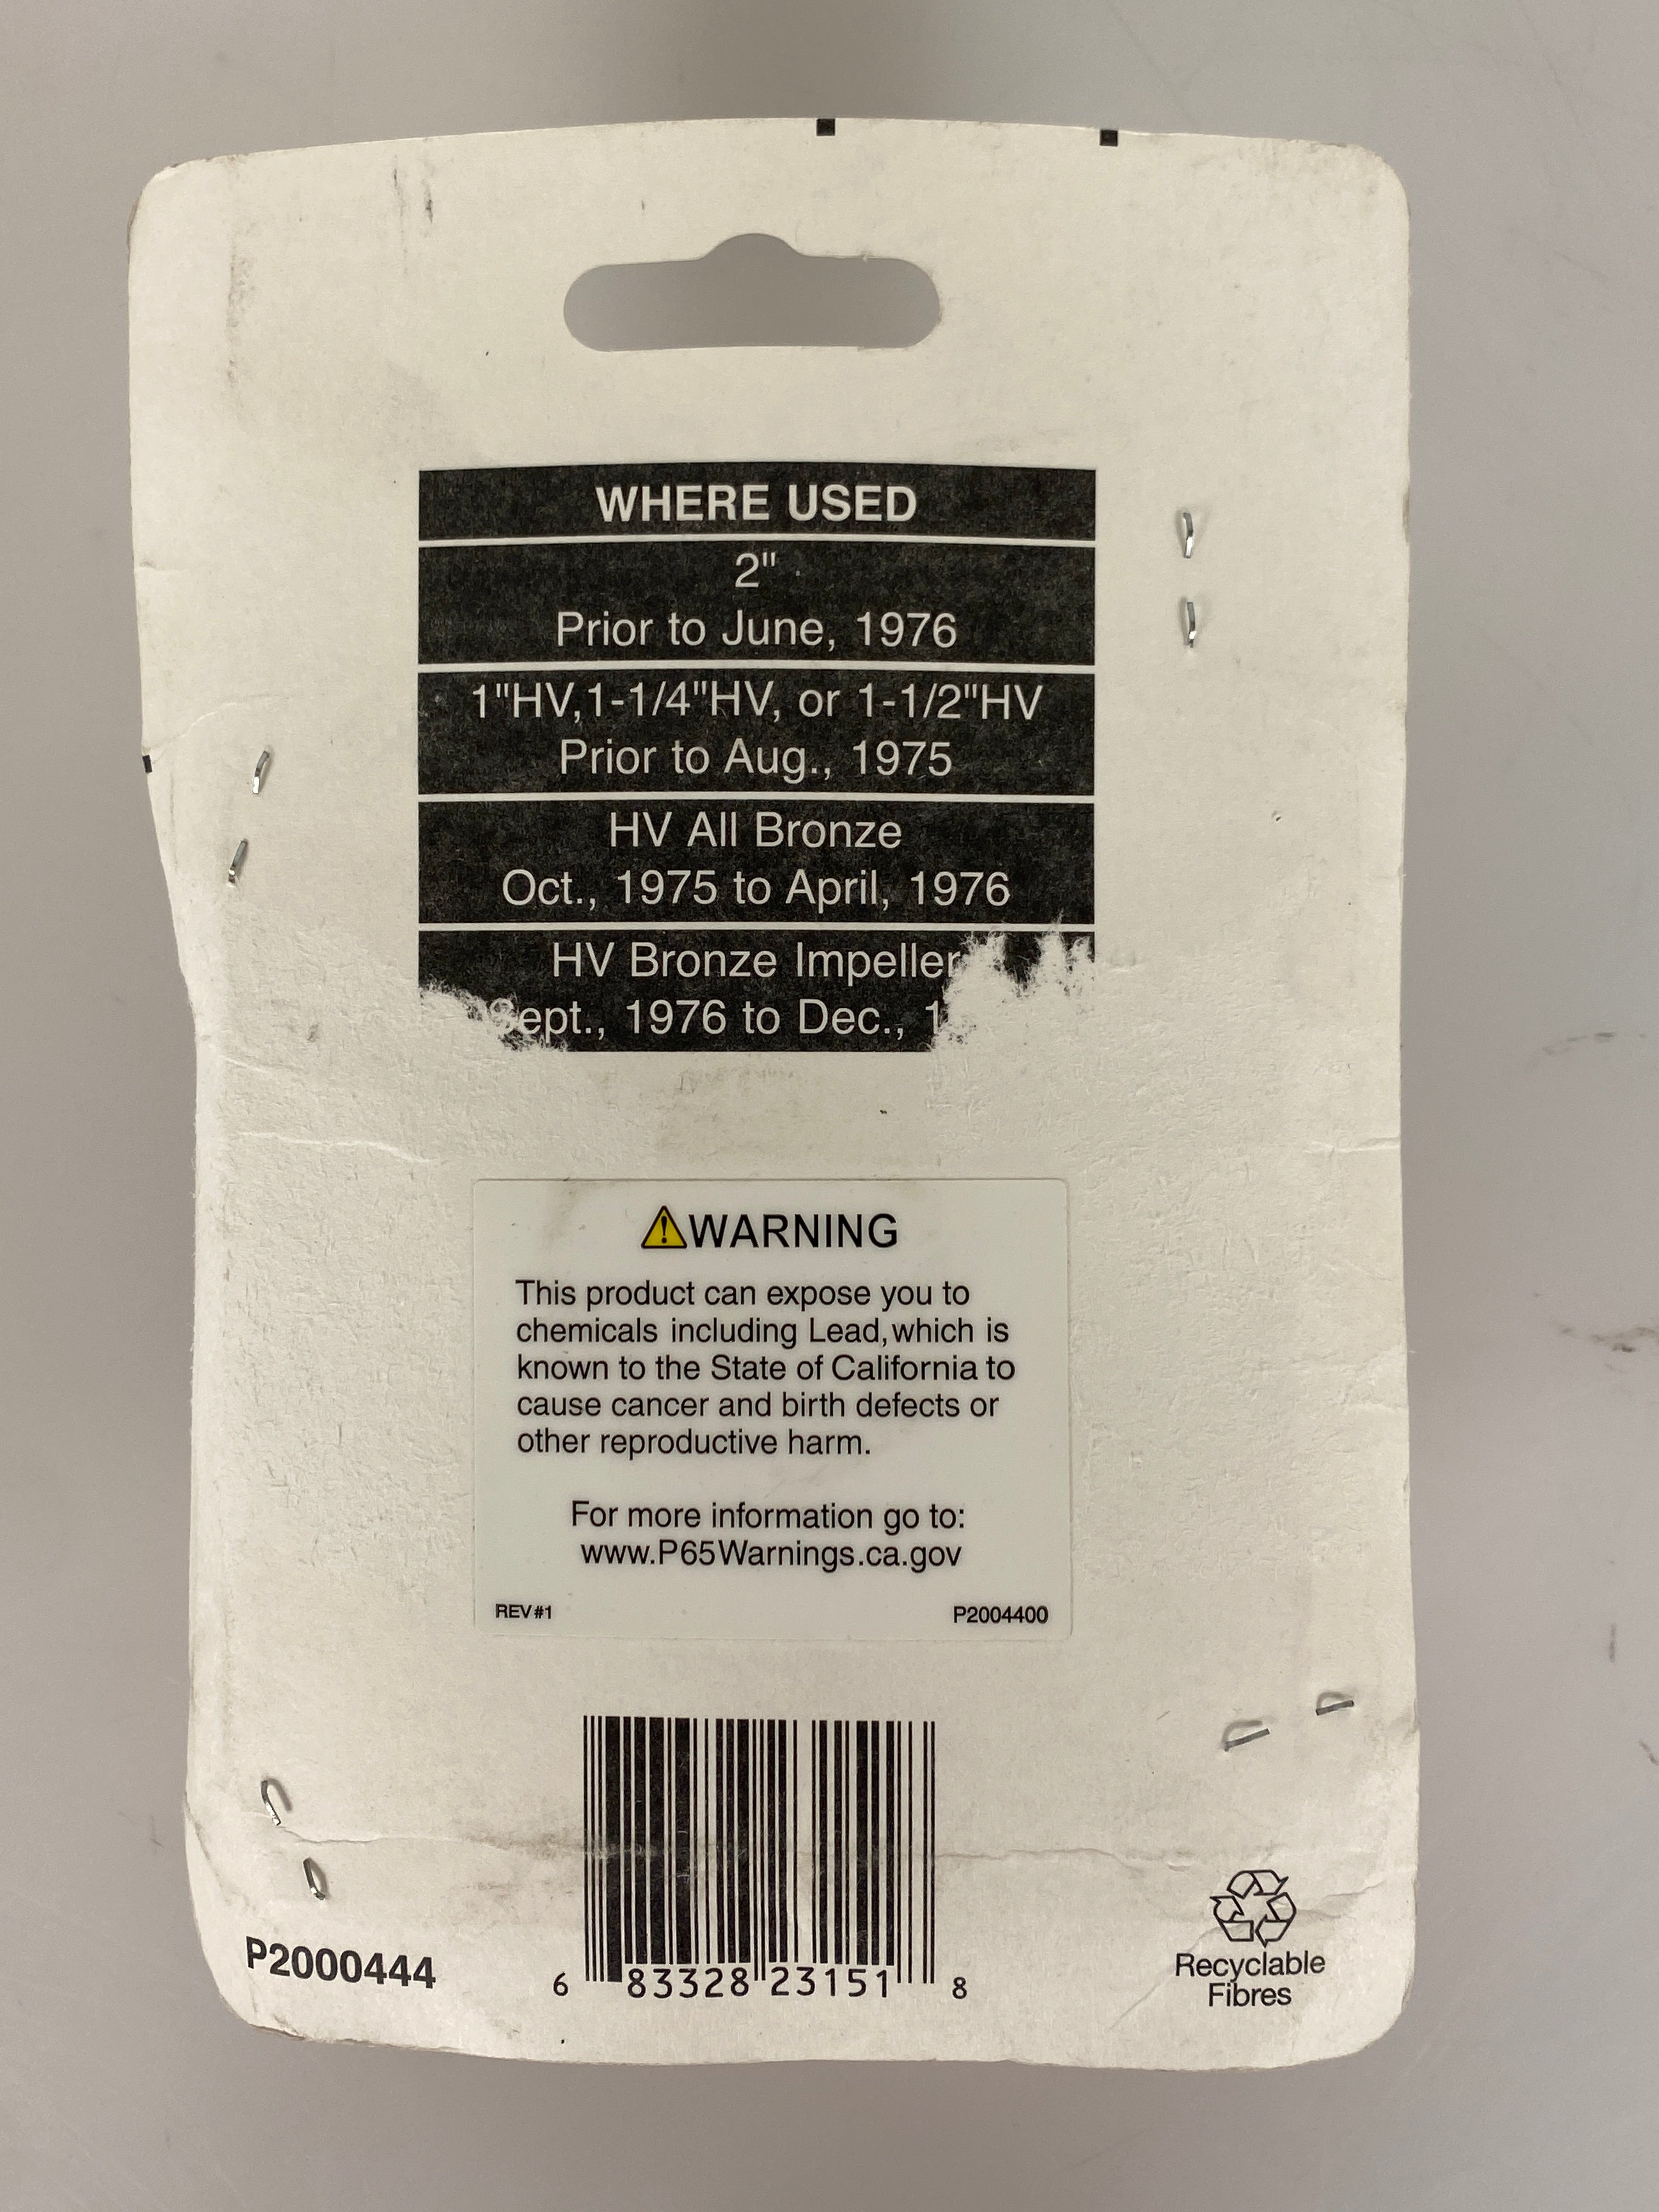 WHERE USED
2"
Prior to June, 1976
1"HV,1-1/4"HV, or 1-1/2"HV
Prior to Aug., 1975
HV All Bronze
Oct., 1975 to April, 1976
HV Bronze Impeller
Sept., 1976 to Dec.,
⚠WARNING
This product can expose you to
chemicals including Lead,which is
known to the State of California to
cause cancer and birth defects or
other reproductive harm.
For more information go to:
www.P65Warnings.ca.gov
REV#1 P2004400
6 83328 23151 8
P2000444
Recyclable
Fibres